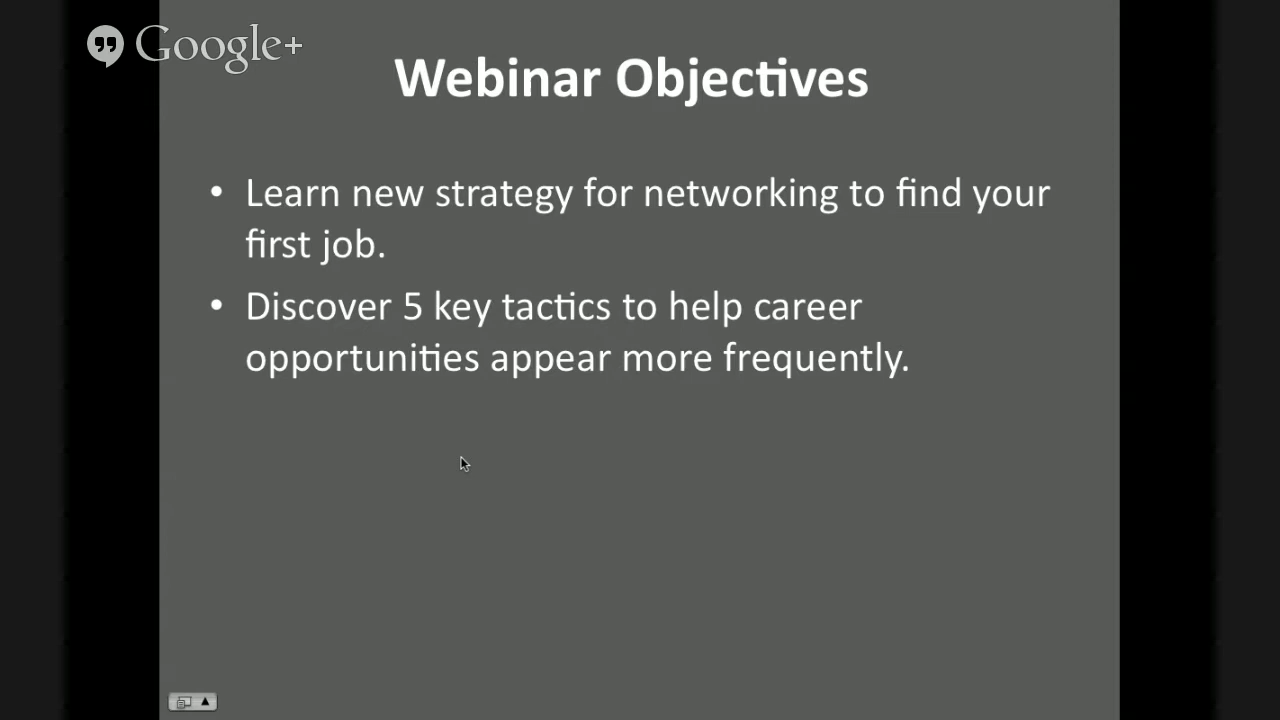 Google+
Webinar Objectives
• Learn new strategy for networking to find your
first job.
• Discover 5 key tactics to help career
opportunities appear more frequently.